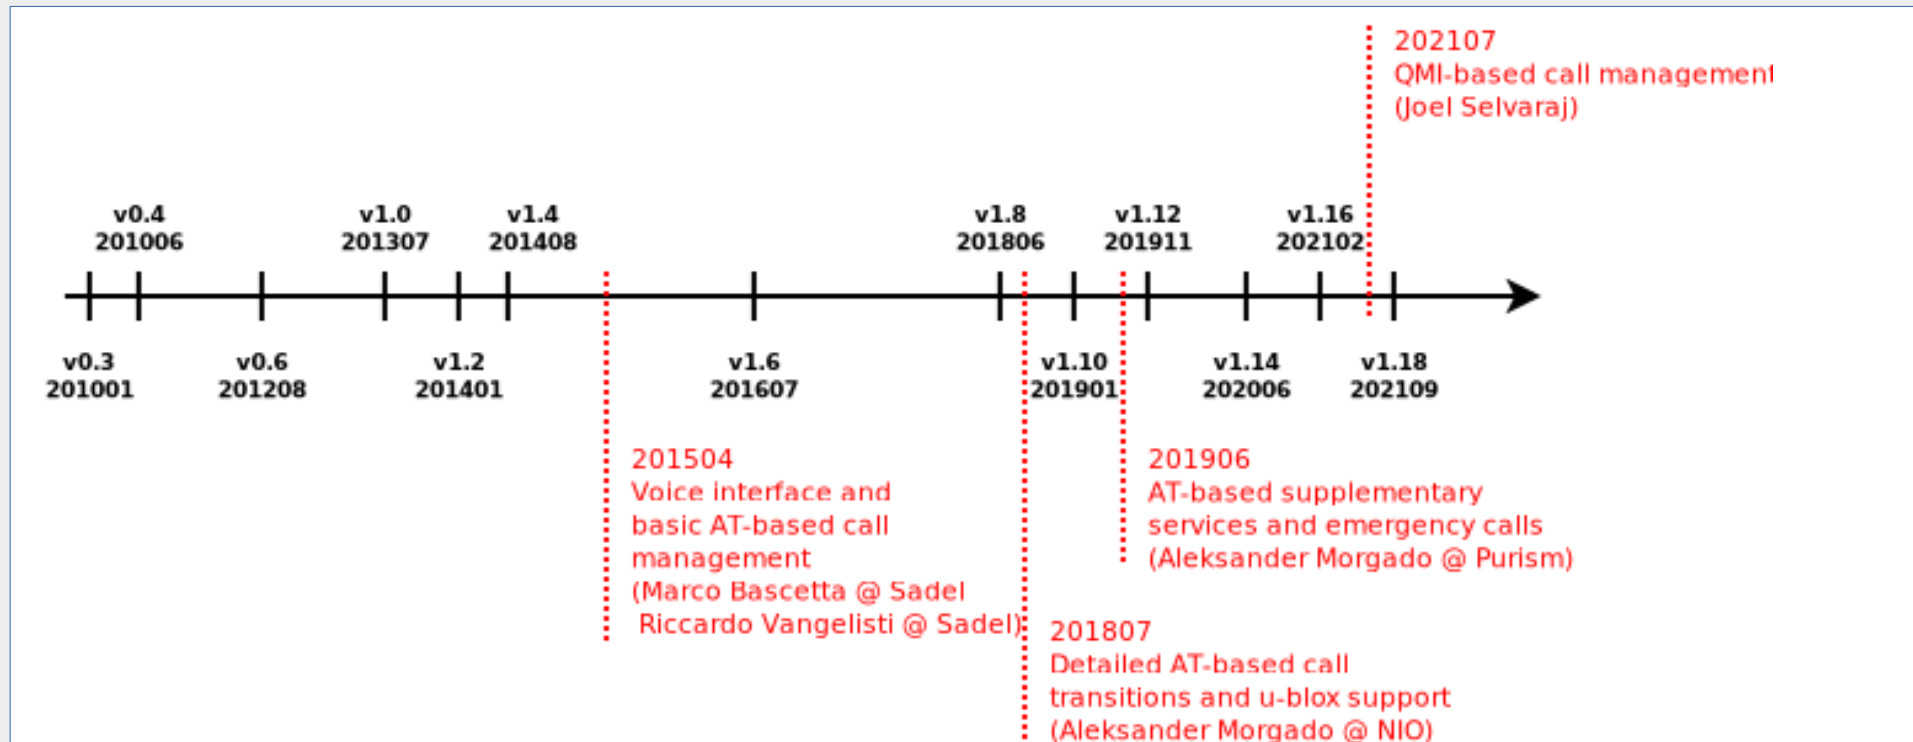 202107
QMI-based call management
(Joel Selvaraj)
v0.4
201006
v1.0
201307
v1.4
201408
v1.8
201806
v1.12
201911
v1.16
202102
v0.3
201001
v0.6
201208
v1.2
201401
v1.6
201607
v1.10
201901
v1.14
202006
v1.18
202109
201504
Voice interface and
basic AT-based call
management
(Marco Bascetta @ Sadel
Riccardo Vangelisti @ Sadel)
201906
AT-based supplementary
services and emergency calls
(Aleksander Morgado @ Purism)
201807
Detailed AT-based call
transitions and u-blox support
(Aleksander Morgado @ NIO)